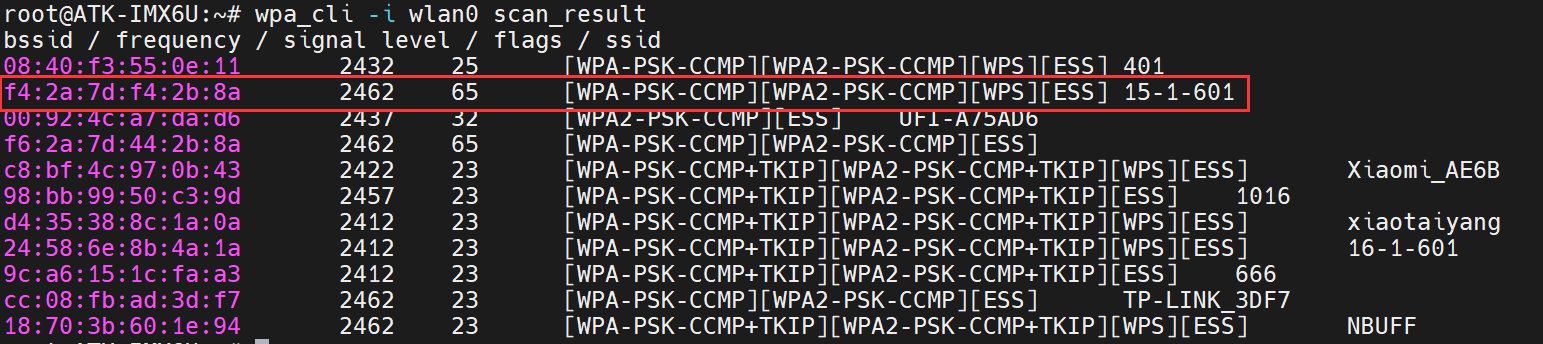 root@ATK-IMX6U:~# wpa_cli -i wlan0 scan_result
bssid / frequency / signal level / flags / ssid
08:40:f3:55:0e:11 2432 25 [WPA-PSK-CCMP][WPA2-PSK-CCMP][WPS][ESS] 401
f4:2a:7d:f4:2b:8a 2462 65 [WPA-PSK-CCMP][WPA2-PSK-CCMP][WPS][ESS] 15-1-601
00:92:4c:a7:da:d6 2437 32 [WPA2-PSK-CCMP][ESS] UFI-A75AD6
f6:2a:7d:44:2b:8a 2462 65 [WPA-PSK-CCMP][WPA2-PSK-CCMP][ESS]
c8:bf:4c:97:0b:43 2422 23 [WPA-PSK-CCMP+TKIP][WPA2-PSK-CCMP+TKIP][WPS][ESS] Xiaomi_AE6B
98:bb:99:50:c3:9d 2457 23 [WPA-PSK-CCMP+TKIP][WPA2-PSK-CCMP+TKIP][ESS] 1016
d4:35:38:8c:1a:0a 2412 23 [WPA-PSK-CCMP+TKIP][WPA2-PSK-CCMP+TKIP][WPS][ESS] xiaotaiyang
24:58:6e:8b:4a:1a 2412 23 [WPA-PSK-CCMP+TKIP][WPA2-PSK-CCMP+TKIP][WPS][ESS] 16-1-601
9c:a6:15:1c:fa:a3 2412 23 [WPA-PSK-CCMP+TKIP][WPA2-PSK-CCMP+TKIP][ESS] 666
cc:08:fb:ad:3d:f7 2462 23 [WPA-PSK-CCMP][WPA2-PSK-CCMP][ESS] TP-LINK_3DF7
18:70:3b:60:1e:94 2462 23 [WPA-PSK-CCMP+TKIP][WPA2-PSK-CCMP+TKIP][WPS][ESS] NBUFF